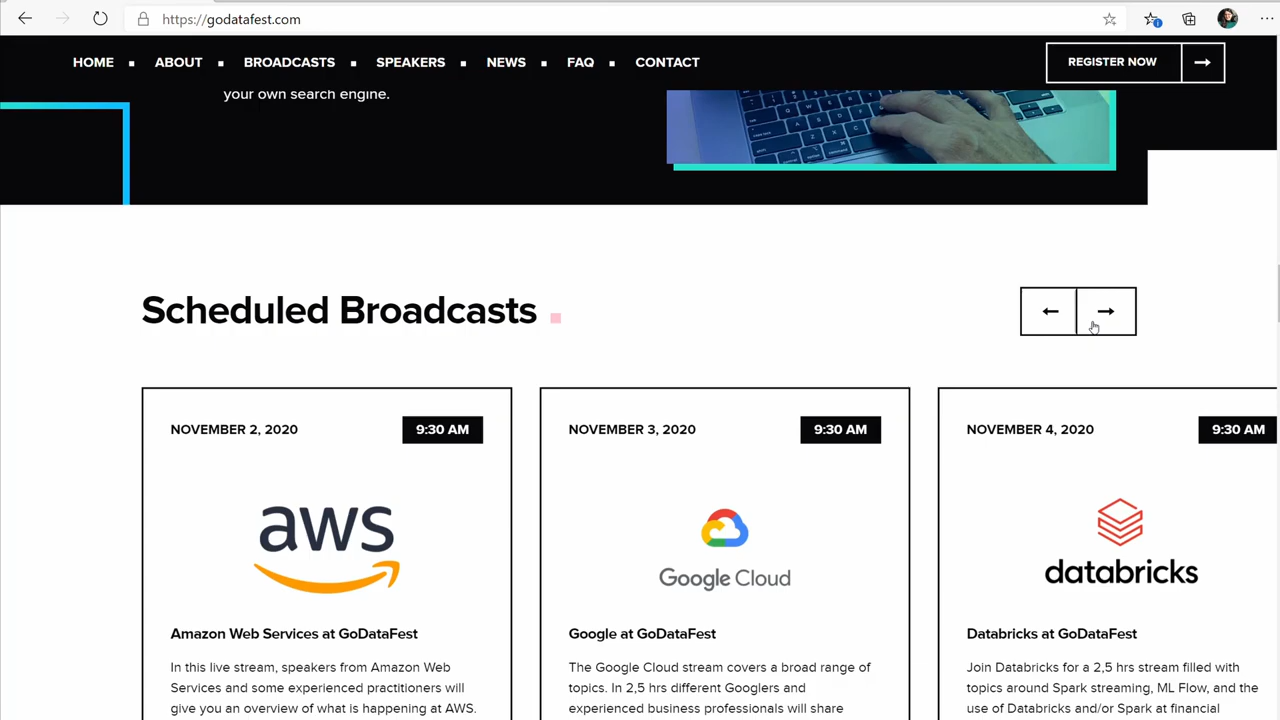 https://godatafest.com
HOME ABOUT BROADCASTS SPEAKERS NEWS FAQ CONTACT
REGISTER NOW
your own search engine.
Scheduled Broadcasts
NOVEMBER 2, 2020 9:30 AM
aws
Amazon Web Services at GoDataFest
In this live stream, speakers from Amazon Web
Services and some experienced practitioners will
give you an overview of what is happening at AWS.
NOVEMBER 3, 2020 9:30 AM
Google Cloud
Google at GoDataFest
The Google Cloud stream covers a broad range of
topics. In 2,5 hrs different Googlers and
experienced business professionals will share
NOVEMBER 4, 2020 9:30 AM
databricks
Databricks at GoDataFest
Join Databricks for a 2,5 hrs stream filled with
topics around Spark streaming, ML Flow, and the
use of Databricks and/or Spark at financial